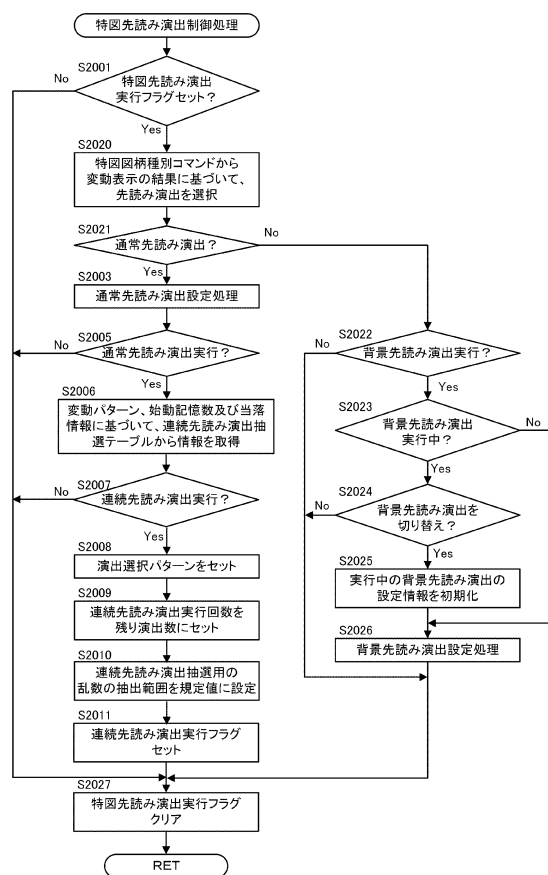 特図先読み演出制御処理
S2001
No
特図先読み演出
実行フラグセット？
Yes
S2020
特図図柄種別コマンドから
変動表示の結果に基づいて、
先読み演出を選択
S2021
No
通常先読み演出？
Yes
S2003
通常先読み演出設定処理
S2005
No
通常先読み演出実行？
Yes
S2006
変動パターン、始動記憶数及び当落
情報に基づいて、連続先読み演出抽
選テーブルから情報を取得
S2007
No
連続先読み演出実行？
Yes
S2008
演出選択パターンをセット
S2009
連続先読み演出実行回数を
残り演出数にセット
S2010
連続先読み演出抽選用の
乱数の抽出範囲を規定値に設定
S2011
連続先読み演出実行フラグ
セット
S2022
No
背景先読み演出実行？
Yes
S2023
背景先読み演出
実行中？
No
Yes
S2024
No
背景先読み演出を
切り替え？
Yes
S2025
実行中の背景先読み演出の
設定情報を初期化
S2026
背景先読み演出設定処理
S2027
特図先読み演出実行フラグ
クリア
RET